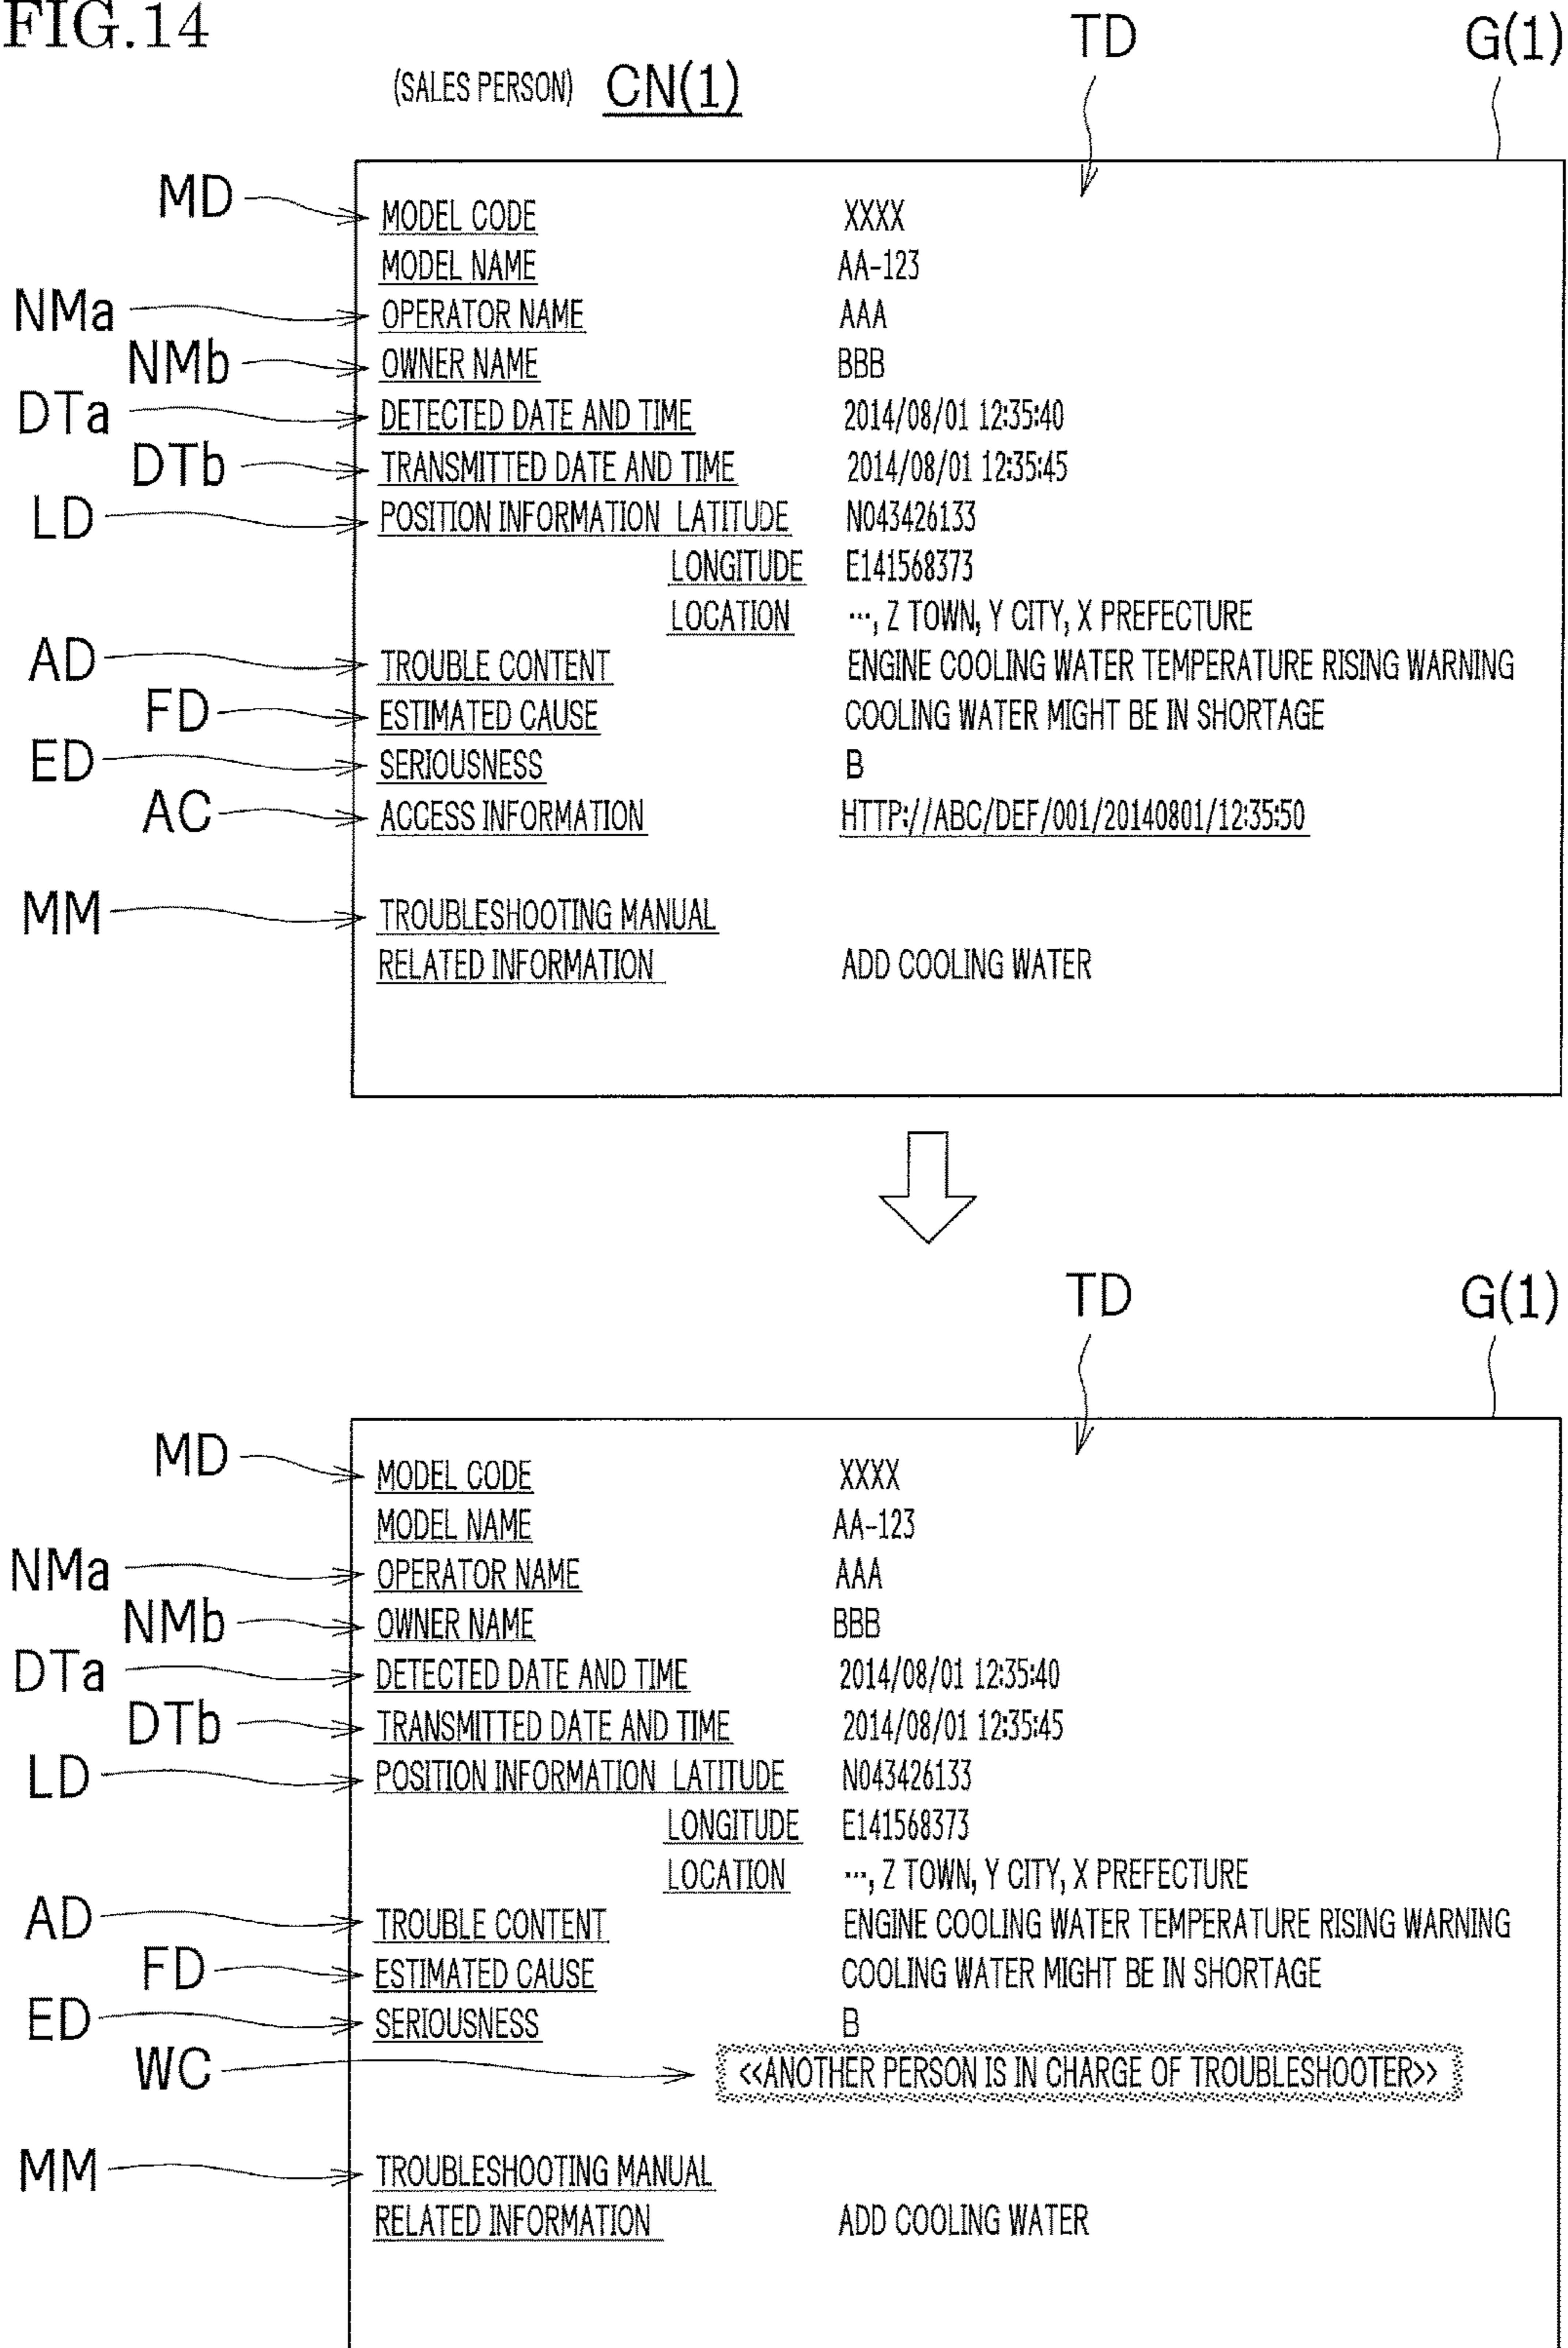 FIG.14
TD
G(1)
(SALES PERSON) CN(1)
MD MODEL CODE XXXX
MODEL NAME AA-123
NMa OPERATOR NAME AAA
NMb OWNER NAME BBB
DTa DETECTED DATE AND TIME 2014/08/01 12:35:40
DTb TRANSMITTED DATE AND TIME 2014/08/01 12:35:45
LD POSITION INFORMATION LATITUDE N043426133
LONGITUDE E141568373
LOCATION ···, Z TOWN, Y CITY, X PREFECTURE
AD TROUBLE CONTENT ENGINE COOLING WATER TEMPERATURE RISING WARNING
FD ESTIMATED CAUSE COOLING WATER MIGHT BE IN SHORTAGE
ED SERIOUSNESS B
AC ACCESS INFORMATION HTTP://ABC/DEF/001/20140801/12:35:50
MM TROUBLESHOOTING MANUAL
RELATED INFORMATION ADD COOLING WATER
TD
G(1)
MD MODEL CODE XXXX
MODEL NAME AA-123
NMa OPERATOR NAME AAA
NMb OWNER NAME BBB
DTa DETECTED DATE AND TIME 2014/08/01 12:35:40
DTb TRANSMITTED DATE AND TIME 2014/08/01 12:35:45
LD POSITION INFORMATION LATITUDE N043426133
LONGITUDE E141568373
LOCATION ···, Z TOWN, Y CITY, X PREFECTURE
AD TROUBLE CONTENT ENGINE COOLING WATER TEMPERATURE RISING WARNING
FD ESTIMATED CAUSE COOLING WATER MIGHT BE IN SHORTAGE
ED SERIOUSNESS B
WC <<ANOTHER PERSON IS IN CHARGE OF TROUBLESHOOTER>>
MM TROUBLESHOOTING MANUAL
RELATED INFORMATION ADD COOLING WATER